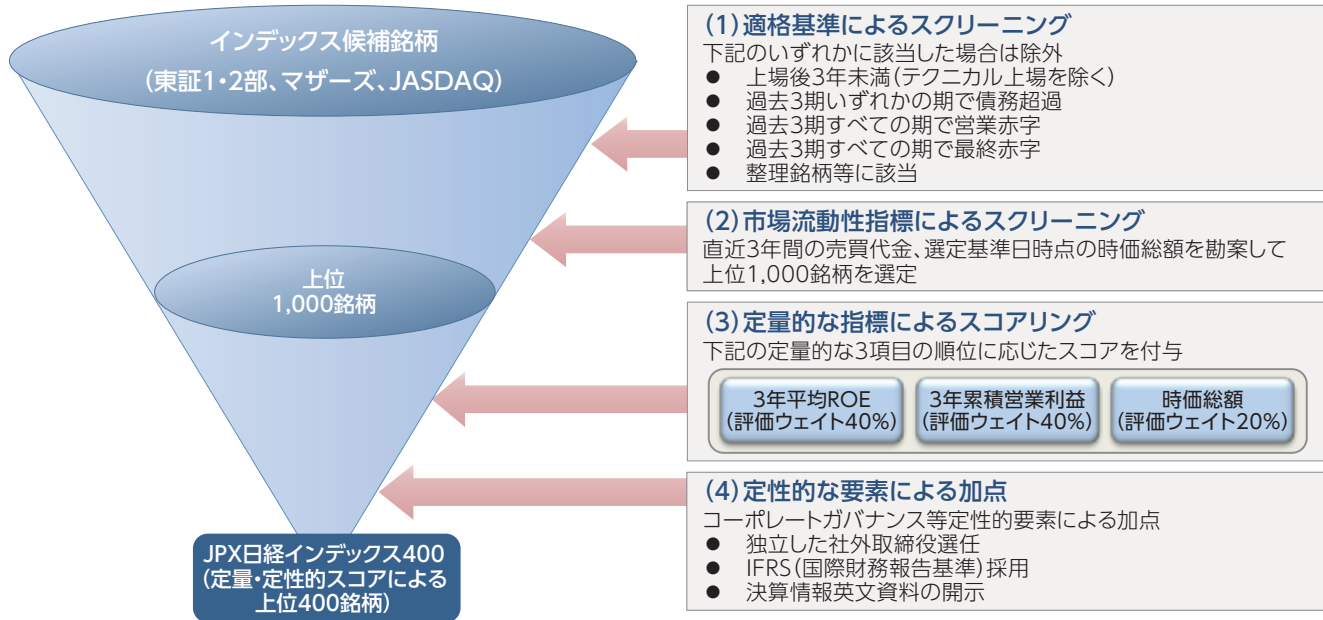 インデックス候補銘柄
(東証1・2部、マザーズ、JASDAQ)
上位
1,000銘柄
JPX日経インデックス400
(定量・定性的スコアによる
上位400銘柄)
(1)適格基準によるスクリーニング
下記のいずれかに該当した場合は除外
● 上場後3年未満(テクニカル上場を除く)
● 過去3期いずれかの期で債務超過
● 過去3期すべての期で営業赤字
● 過去3期すべての期で最終赤字
● 整理銘柄等に該当
(2)市場流動性指標によるスクリーニング
直近3年間の売買代金、選定基準日時点の時価総額を勘案して
上位1,000銘柄を選定
(3)定量的な指標によるスコアリング
下記の定量的な3項目の順位に応じたスコアを付与
3年平均ROE
(評価ウェイト40%)
3年累積営業利益
(評価ウェイト40%)
時価総額
(評価ウェイト20%)
(4)定性的な要素による加点
コーポレートガバナンス等定性的要素による加点
● 独立した社外取締役選任
● IFRS(国際財務報告基準)採用
● 決算情報英文資料の開示